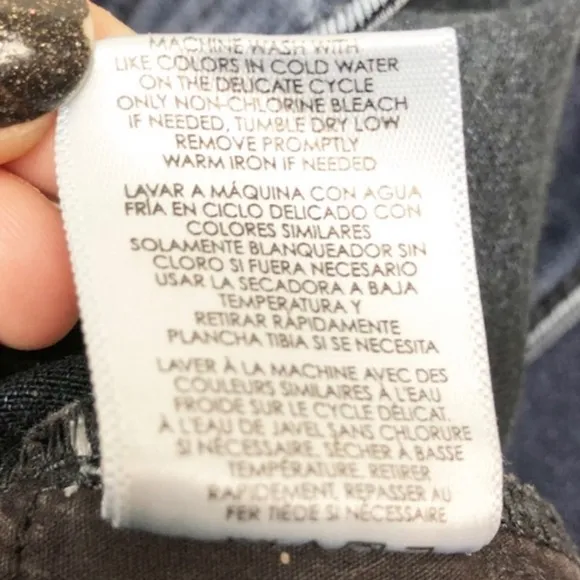 MACHINE WASH WITH
LIKE COLORS IN COLD WATER
ON THE DELICATE CYCLE
ONLY NON-CHLORINE BLEACH
IF NEEDED, TUMBLE DRY LOW
REMOVE PROMPTLY
WARM IRON IF NEEDED
LAVAR A MÁQUINA CON AGUA
FRÍA EN CICLO DELICADO CON
COLORES SIMILARES
SOLAMENTE BLANQUEADOR SIN
CLORO SI FUERA NECESARIO
USAR LA SECADORA A BAJA
TEMPERATURA Y
RETIRAR RÁPIDAMENTE
PLANCHA TIBIA SI SE NECESITA
LAVER À LA MACHINE AVEC DES
COULEURS SIMILAIRES À L'EAU
FROIDE SUR LE CYCLE DÉLICAT.
À L'EAU DE JAVEL SANS CHLORURE
SI NÉCESSAIRE. SÉCHER À BASSE
TEMPÉRATURE. RETIRER
RAPIDEMENT. REPASSER AU
FER TIÈDE SI NÉCESSAIRE